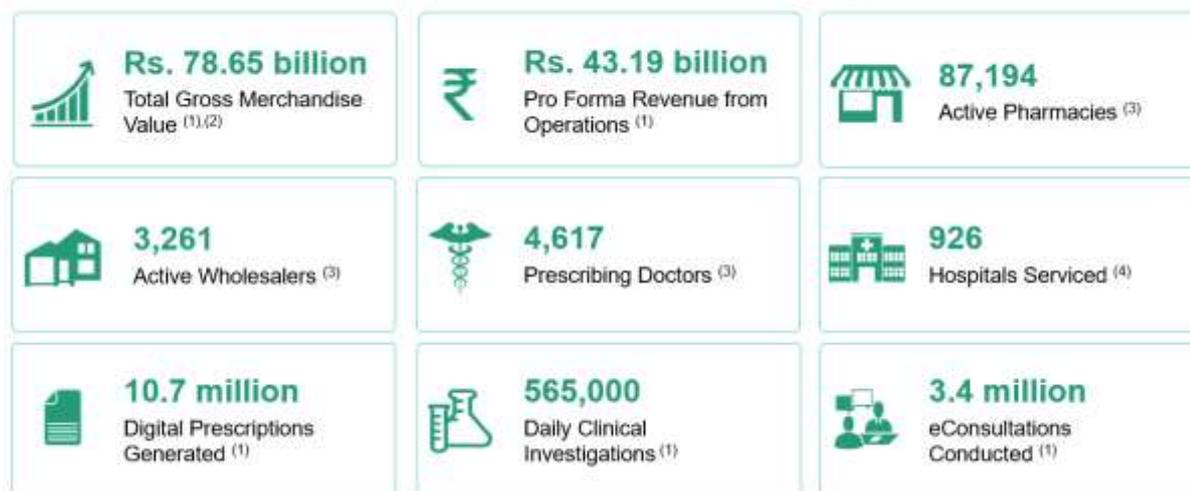 Rs. 78.65 billion
Total Gross Merchandise
Value (1),(2)
Rs. 43.19 billion
Pro Forma Revenue from
Operations (1)
87,194
Active Pharmacies (3)
3,261
Active Wholesalers (3)
4,617
Prescribing Doctors (3)
926
Hospitals Serviced (4)
10.7 million
Digital Prescriptions
Generated (1)
565,000
Daily Clinical
Investigations (1)
3.4 million
eConsultations
Conducted (1)